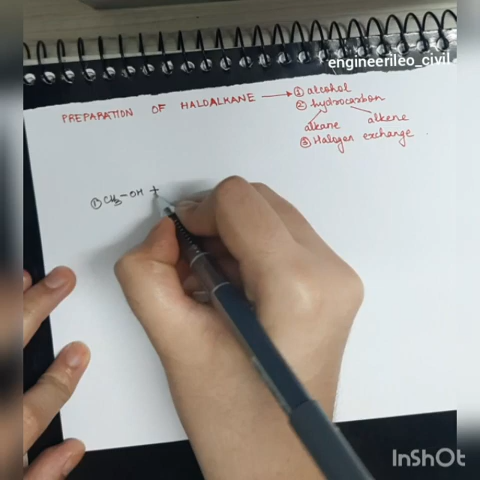 engineerileo_civil
PREPARATION OF HALOALKANE → ① alcohol
② hydrocarbon
alkane alkene
③ Halogen exchange.
① CH3-OH +
InShOt